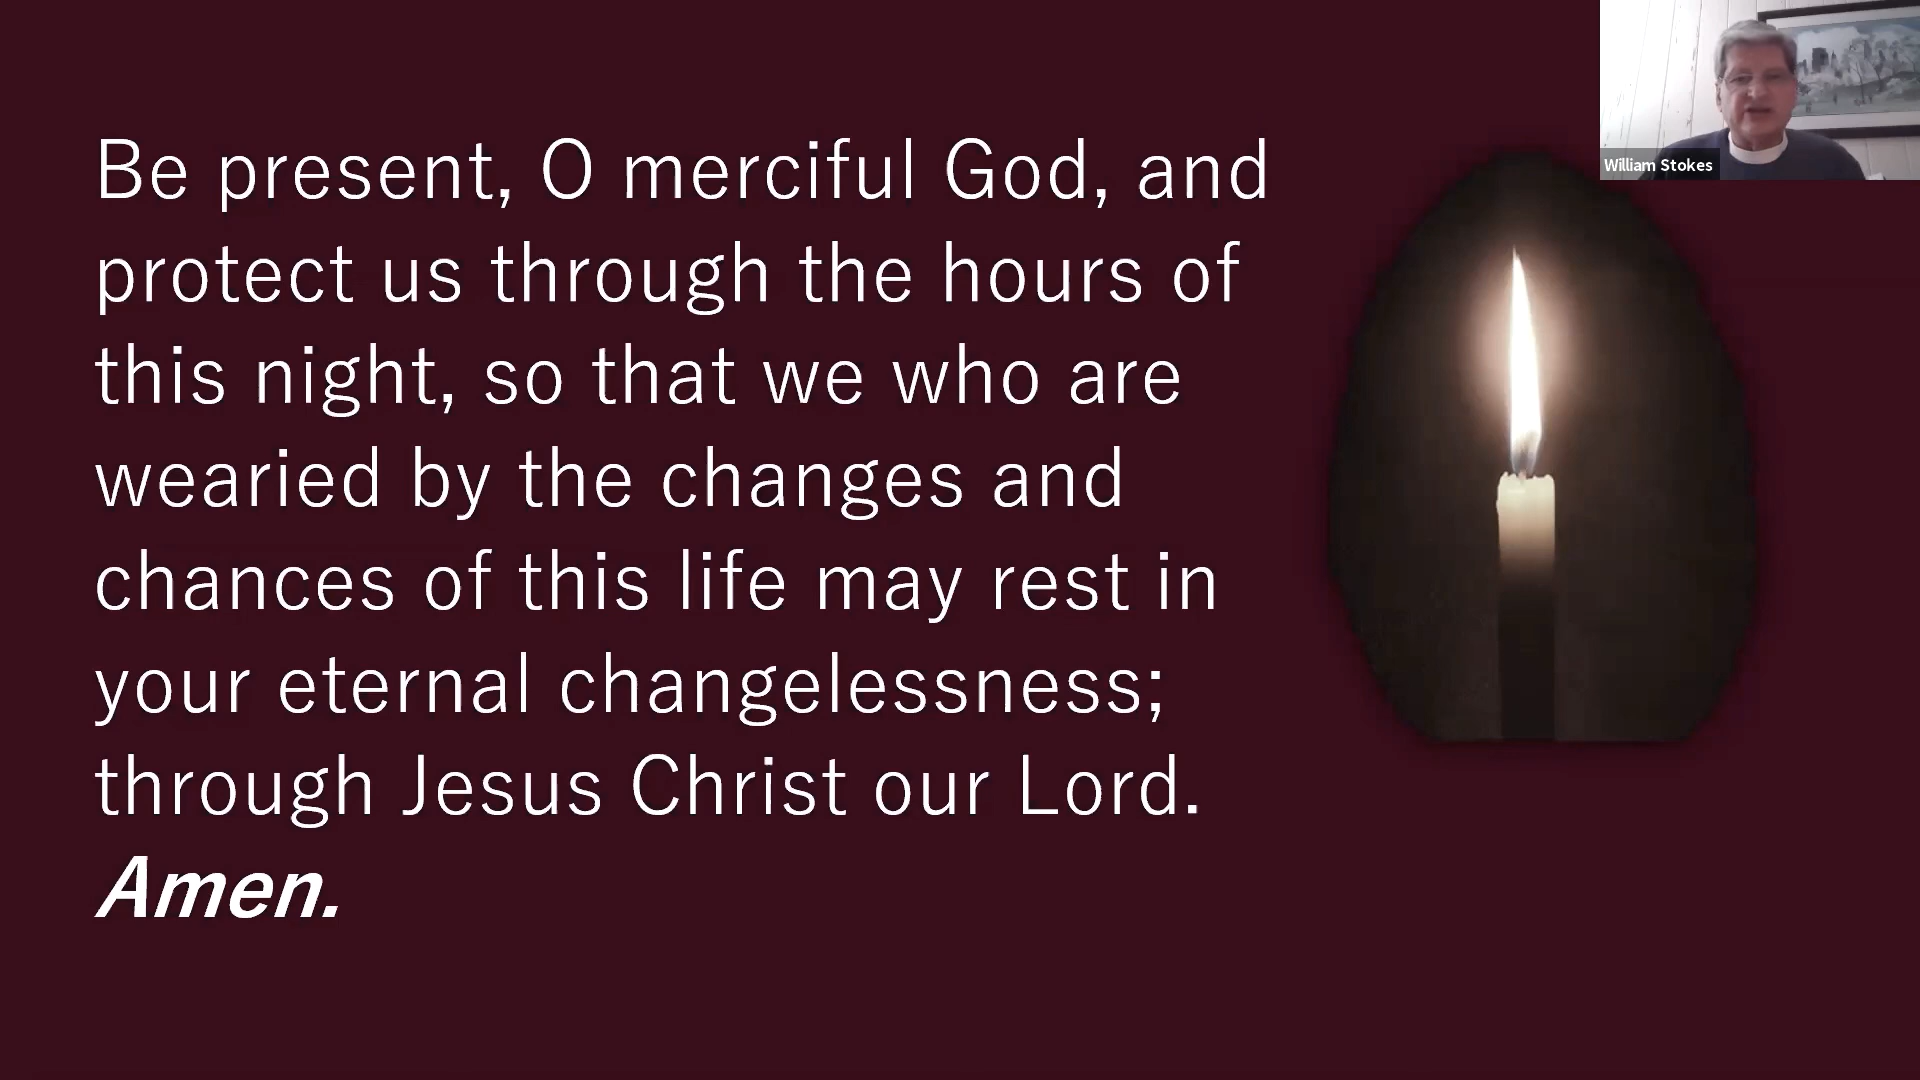 Be present, O merciful God, and
protect us through the hours of
this night, so that we who are
wearied by the changes and
chances of this life may rest in
your eternal changelessness;
through Jesus Christ our Lord.
Amen.
William Stokes